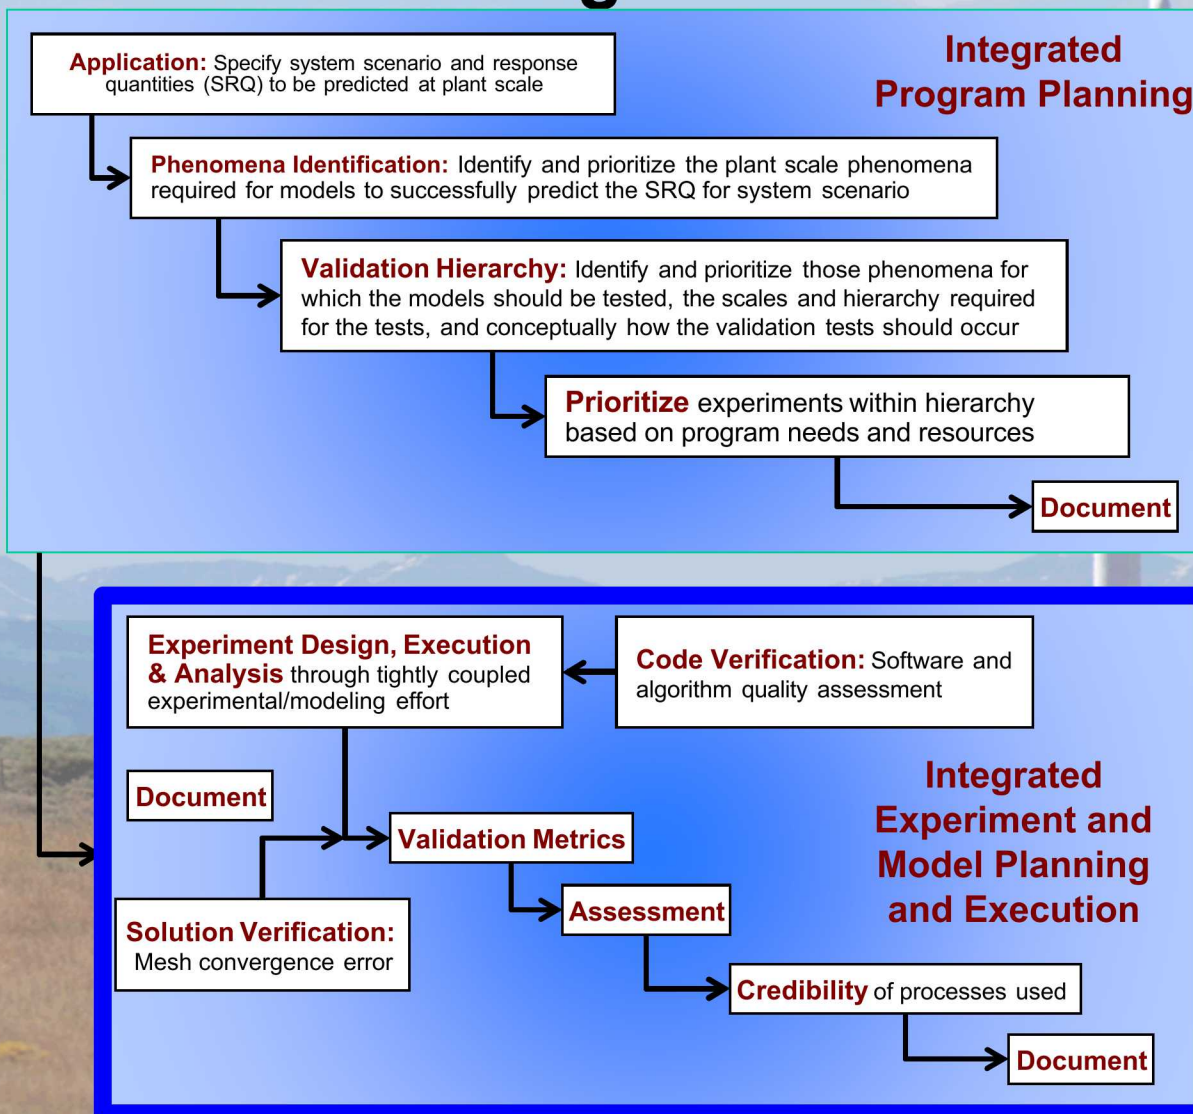 Integrated
Program Planning
Application: Specify system scenario and response
quantities (SRQ) to be predicted at plant scale
Phenomena Identification: Identify and prioritize the plant scale phenomena
required for models to successfully predict the SRQ for system scenario
Validation Hierarchy: Identify and prioritize those phenomena for
which the models should be tested, the scales and hierarchy required
for the tests, and conceptually how the validation tests should occur
Prioritize experiments within hierarchy
based on program needs and resources
Document
Experiment Design, Execution
& Analysis through tightly coupled
experimental/modeling effort
Code Verification: Software and
algorithm quality assessment
Integrated
Experiment and
Model Planning
and Execution
Document
Validation Metrics
Solution Verification:
Mesh convergence error
Assessment
Credibility of processes used
Document